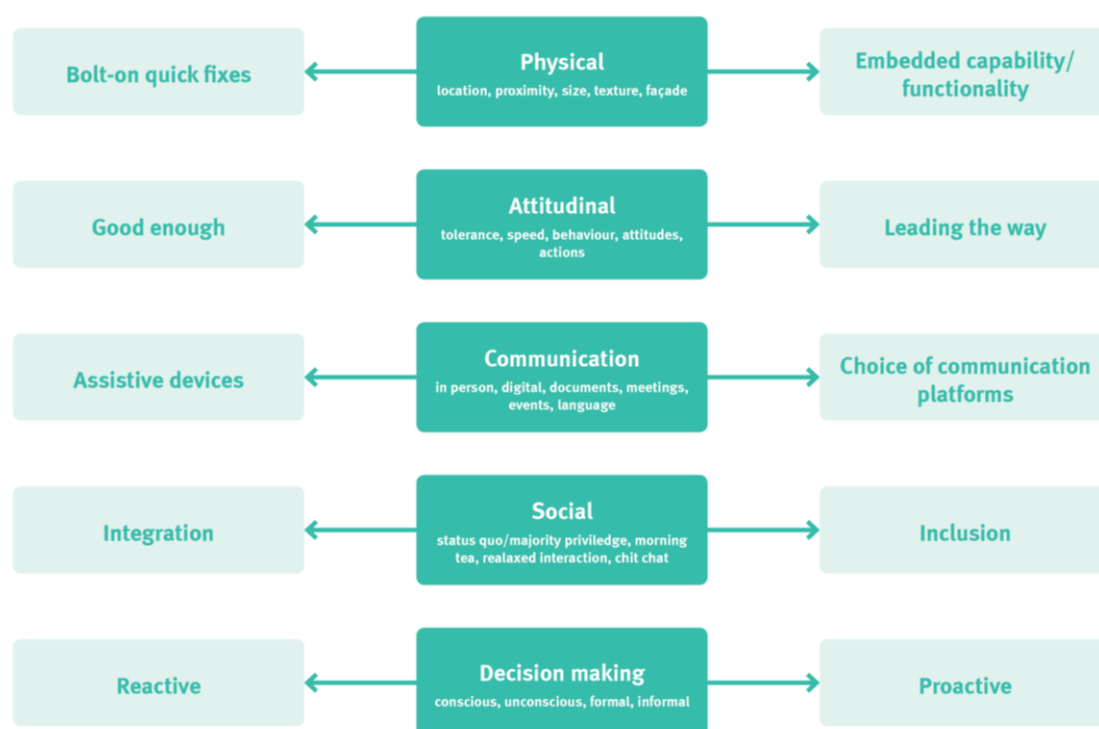 Bolt-on quick fixes
Physical
location, proximity, size, texture, façade
Embedded capability/
functionality
Good enough
Attitudinal
tolerance, speed, behaviour, attitudes,
actions
Leading the way
Assistive devices
Communication
in person, digital, documents, meetings,
events, language
Choice of communication
platforms
Integration
Social
status quo/majority priviledge, morning
tea, realaxed interaction, chit chat
Inclusion
Reactive
Decision making
conscious, unconscious, formal, informal
Proactive